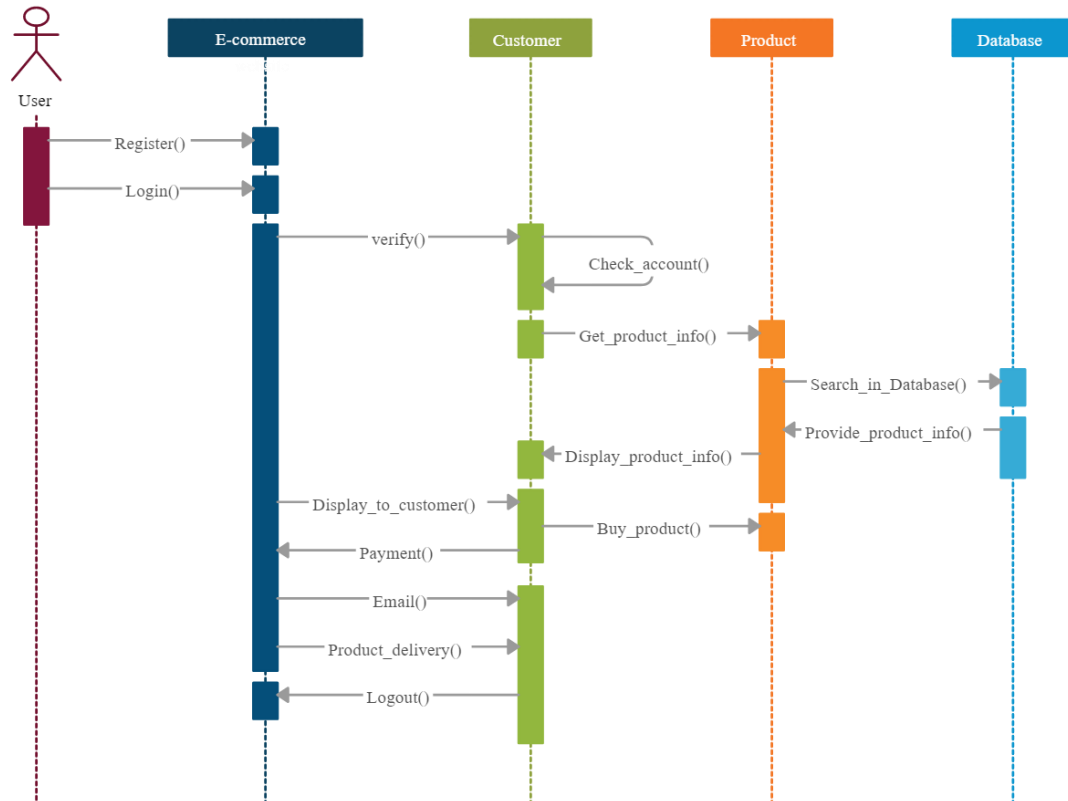 E-commerce
Customer
Product
Database
User
Register()
Login()
verify()
Check_account()
Get_product_info()
Search_in_Database()
Provide_product_info()
Display_product_info()
Display_to_customer()
Buy_product()
Payment()
Email()
Product_delivery()
Logout()